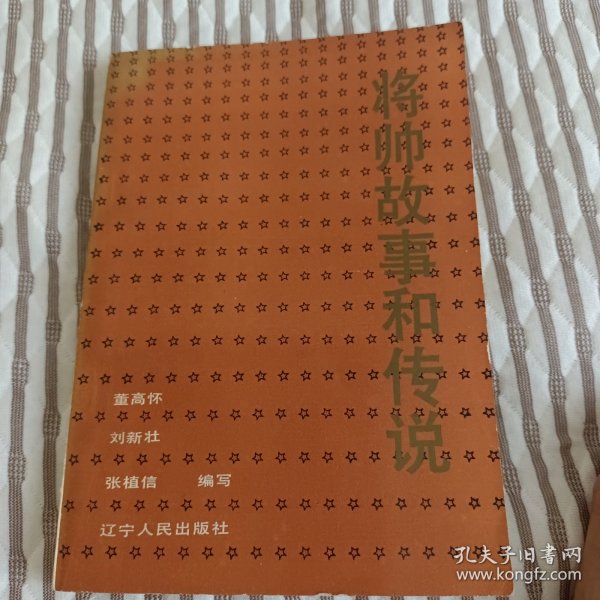 将帅故事和传说
董高怀
刘新壮
张植信 编写
辽宁人民出版社
孔夫子旧书网
www.kongfz.com